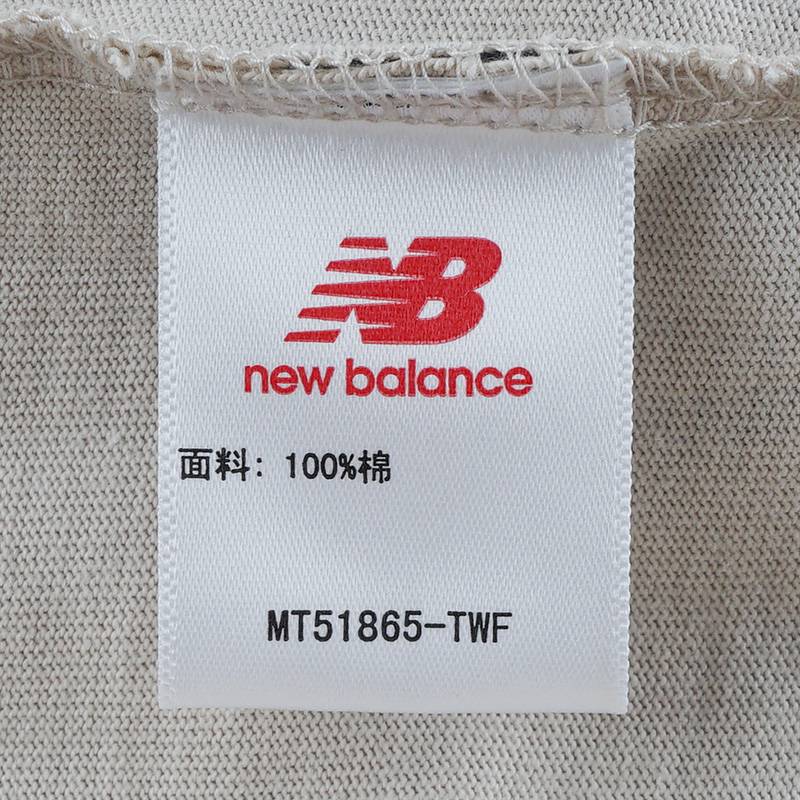 NB
new balance
面料: 100%棉
MT51865-TWF